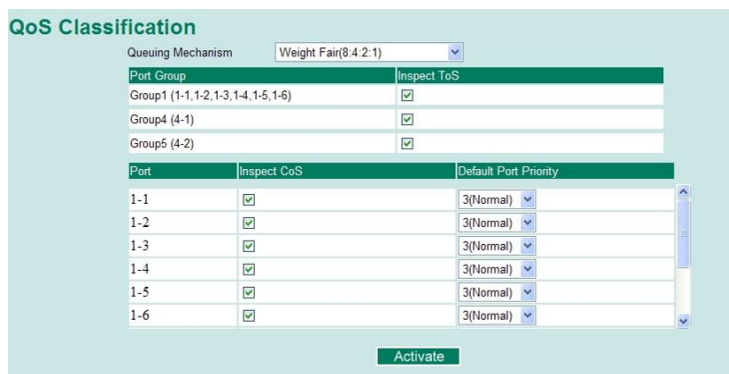 QoS Classification
Queuing Mechanism Weight Fair(8:4:2:1)
Port Group Inspect ToS
Group1 (1-1,1-2,1-3,1-4,1-5,1-6)
Group4 (4-1)
Group5 (4-2)
Port Inspect CoS Default Port Priority
1-1 3(Normal)
1-2 3(Normal)
1-3 3(Normal)
1-4 3(Normal)
1-5 3(Normal)
1-6 3(Normal)
Activate